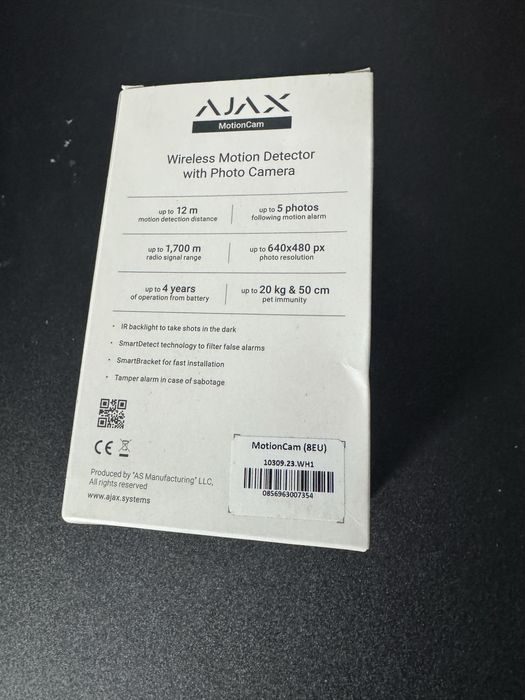 AJAX
MotionCam
Wireless Motion Detector
with Photo Camera
up to 12 m
motion detection distance
up to 5 photos
following motion alarm
up to 1,700 m
radio signal range
up to 640x480 px
photo resolution
up to 4 years
of operation from battery
up to 20 kg & 50 cm
pet immunity
• IR backlight to take shots in the dark
• SmartDetect technology to filter false alarms
• SmartBracket for fast installation
• Tamper alarm in case of sabotage
CE
Produced by "AS Manufacturing" LLC,
All rights reserved
www.ajax.systems
MotionCam (8EU)
10309.23.WH1
0856963007354